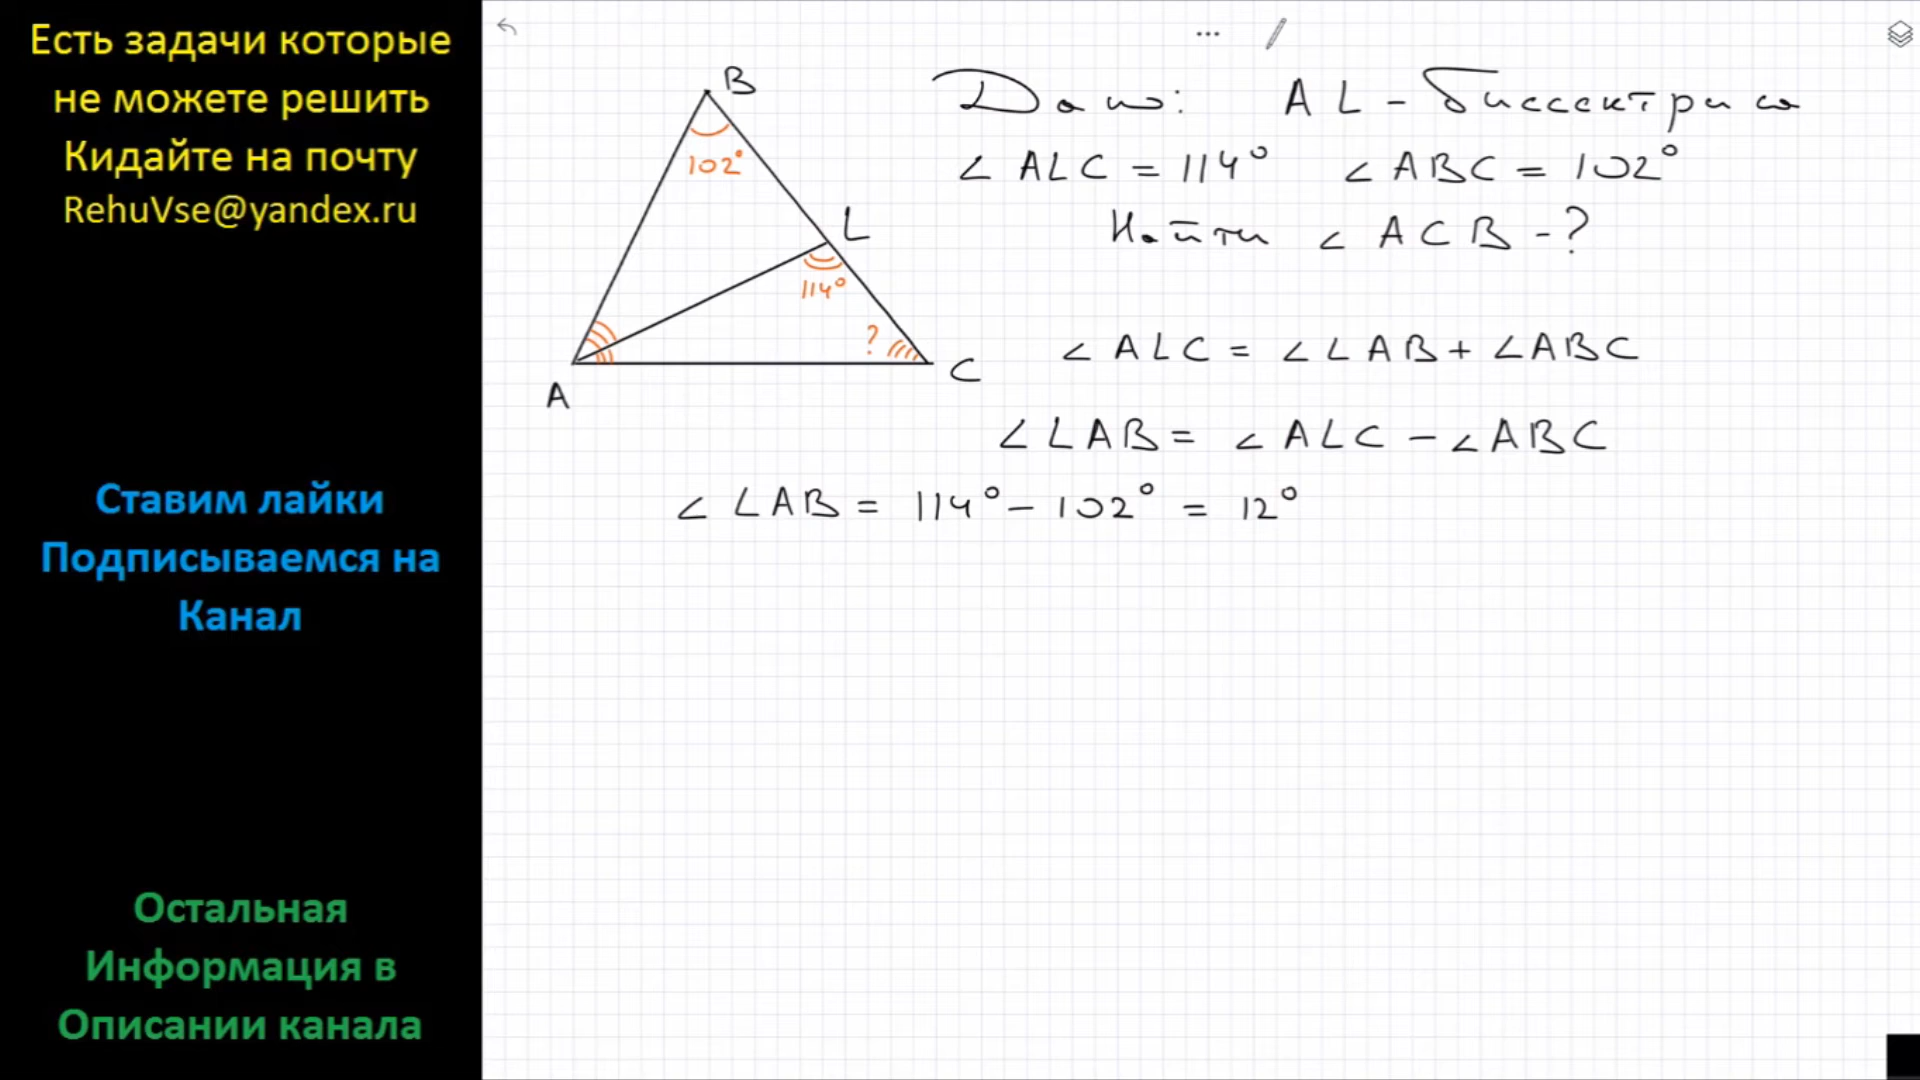 Есть задачи которые
не можете решить
Кидайте на почту
RehuVse@yandex.ru
Ставим лайки
Подписываемся на
Канал
Остальная
Информация в
Описании канала
B
102°
L
114°
?
C
A
Дано: AL - биссектриса
∠ ALC = 114° ∠ ABC = 102°
Найти ∠ ACB - ?
∠ ALC = ∠ LAB + ∠ ABC
∠ LAB = ∠ ALC - ∠ ABC
∠ LAB = 114° - 102° = 12°